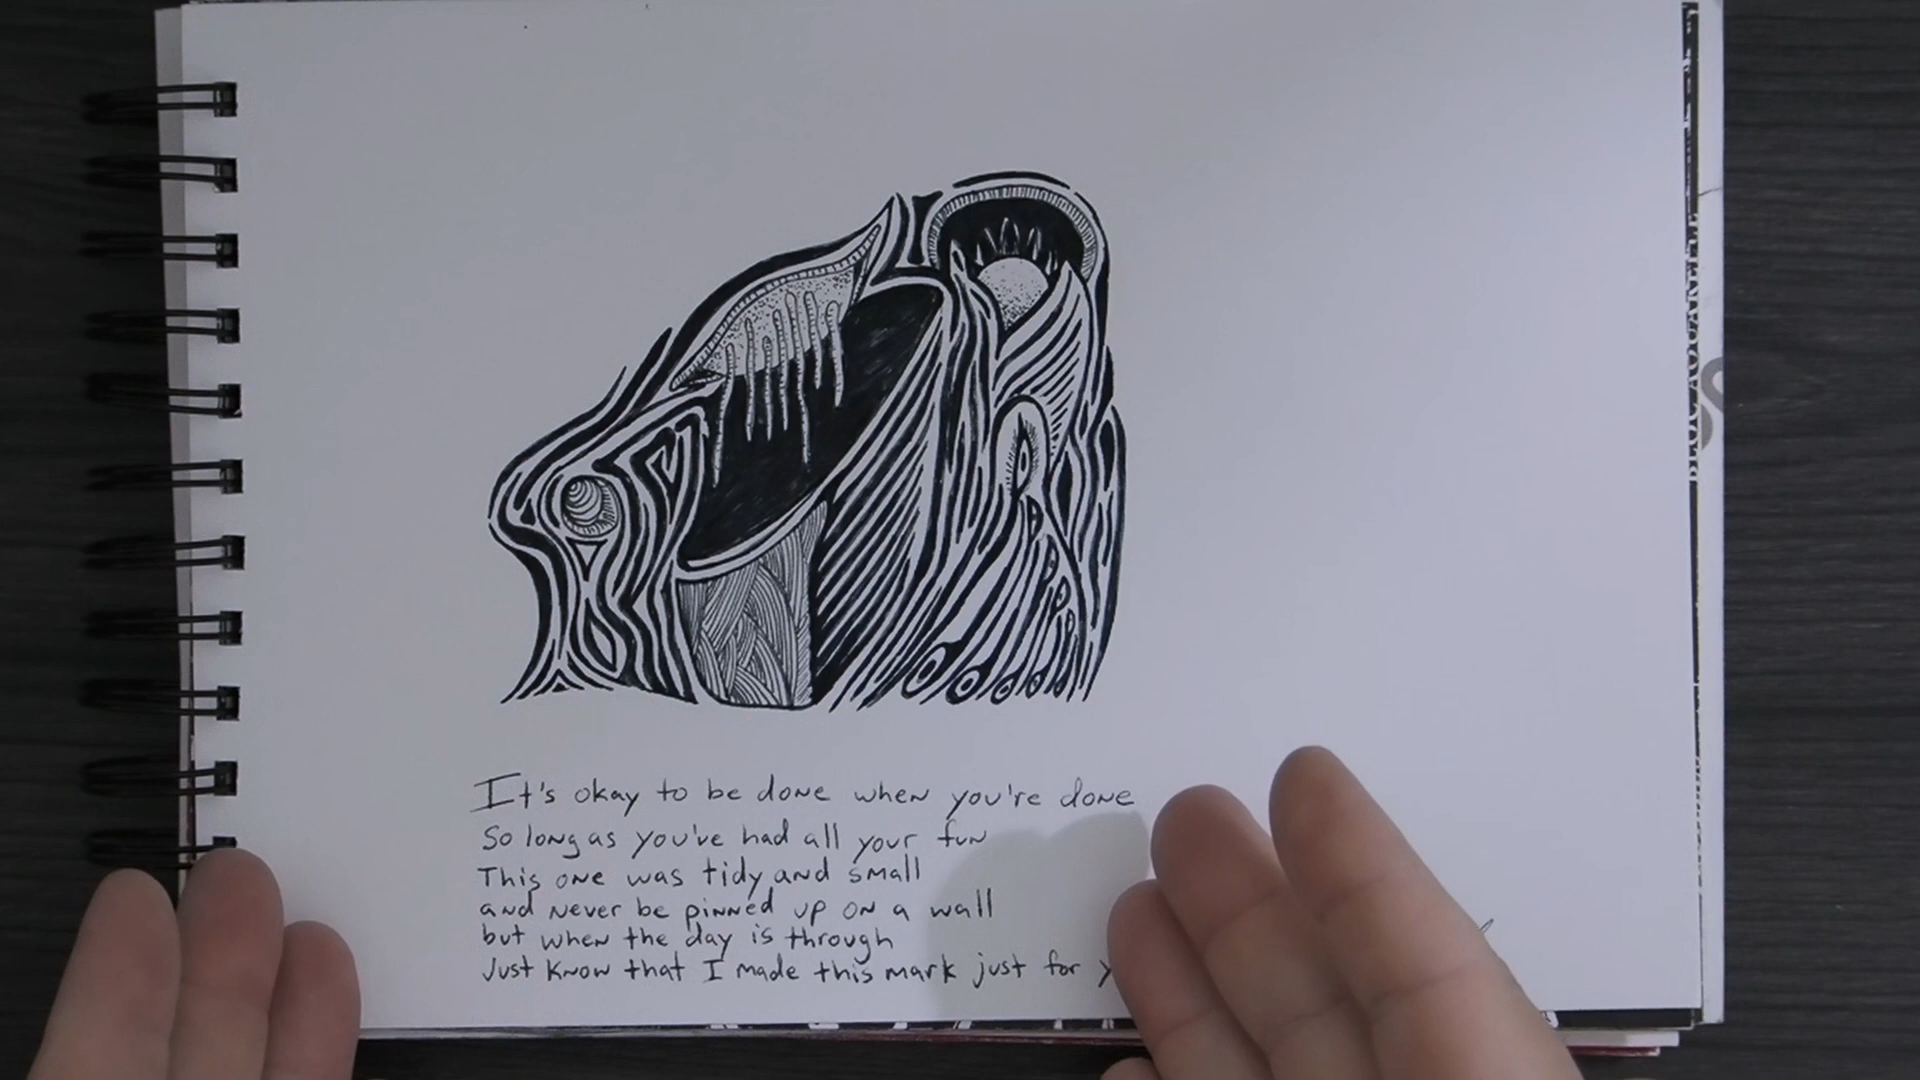 It's okay to be done when you're done
So long as you've had all your fun
This one was tidy and small
and never be pinned up on a wall
but when the day is through
Just know that I made this mark just for